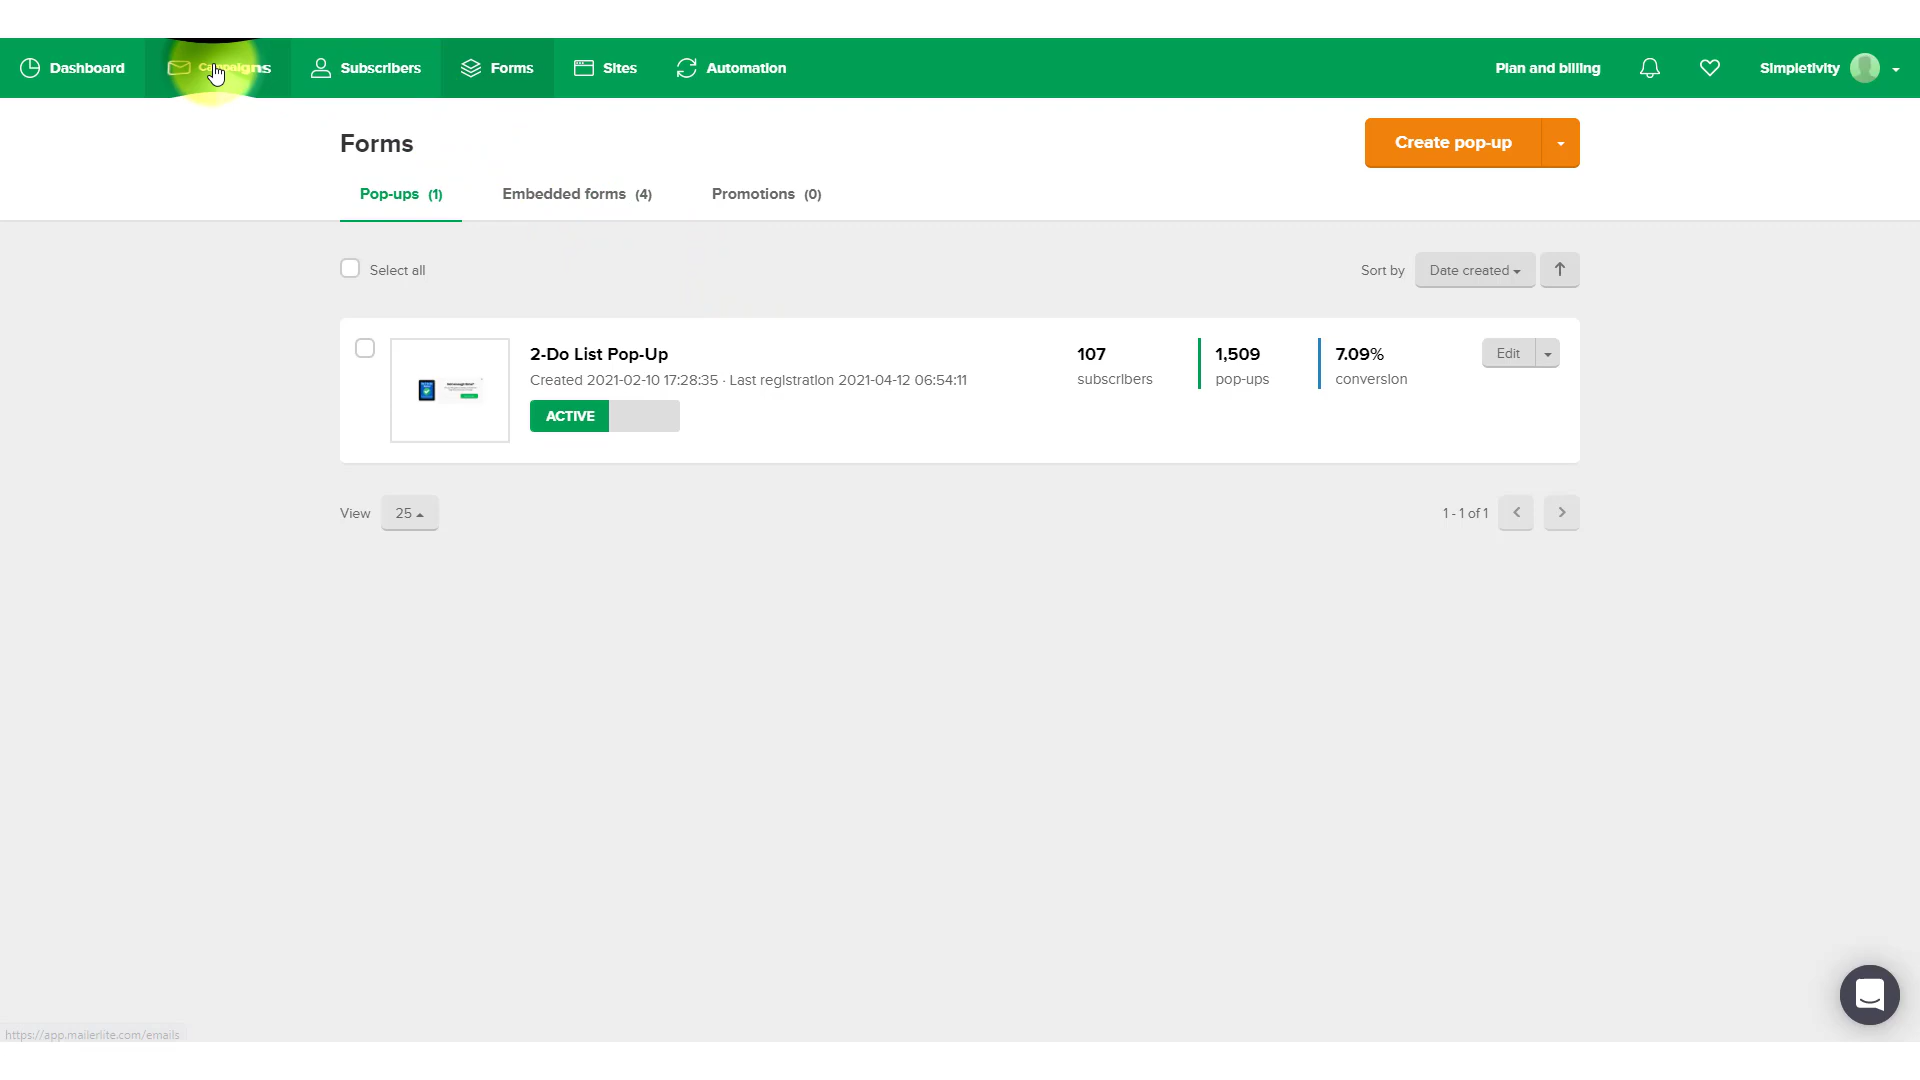 Dashboard Campaigns Subscribers Forms Sites Automation Plan and billing Simpletivity
Forms
Create pop-up
Pop-ups (1) Embedded forms (4) Promotions (0)
Select all
Sort by Date created
2-Do List Pop-Up
Created 2021-02-10 17:28:35 · Last registration 2021-04-12 06:54:11
ACTIVE
107
subscribers
1,509
pop-ups
7.09%
conversion
Edit
View 25
1 - 1 of 1
https://app.mailerlite.com/emails